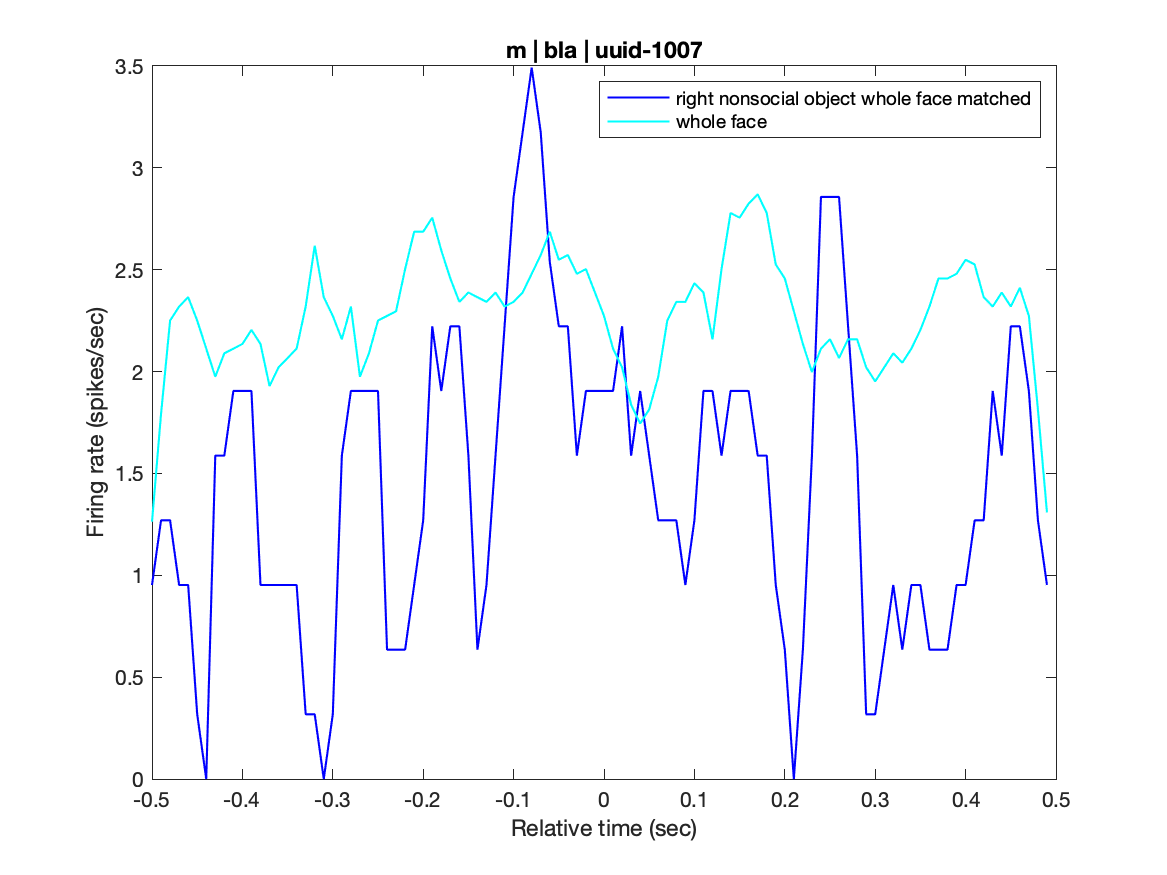 m | bla | uuid-1007
right nonsocial object whole face matched
whole face
Firing rate (spikes/sec)
3.5
3
2.5
2
1.5
1
0.5
0
-0.5 -0.4 -0.3 -0.2 -0.1 0 0.1 0.2 0.3 0.4 0.5
Relative time (sec)